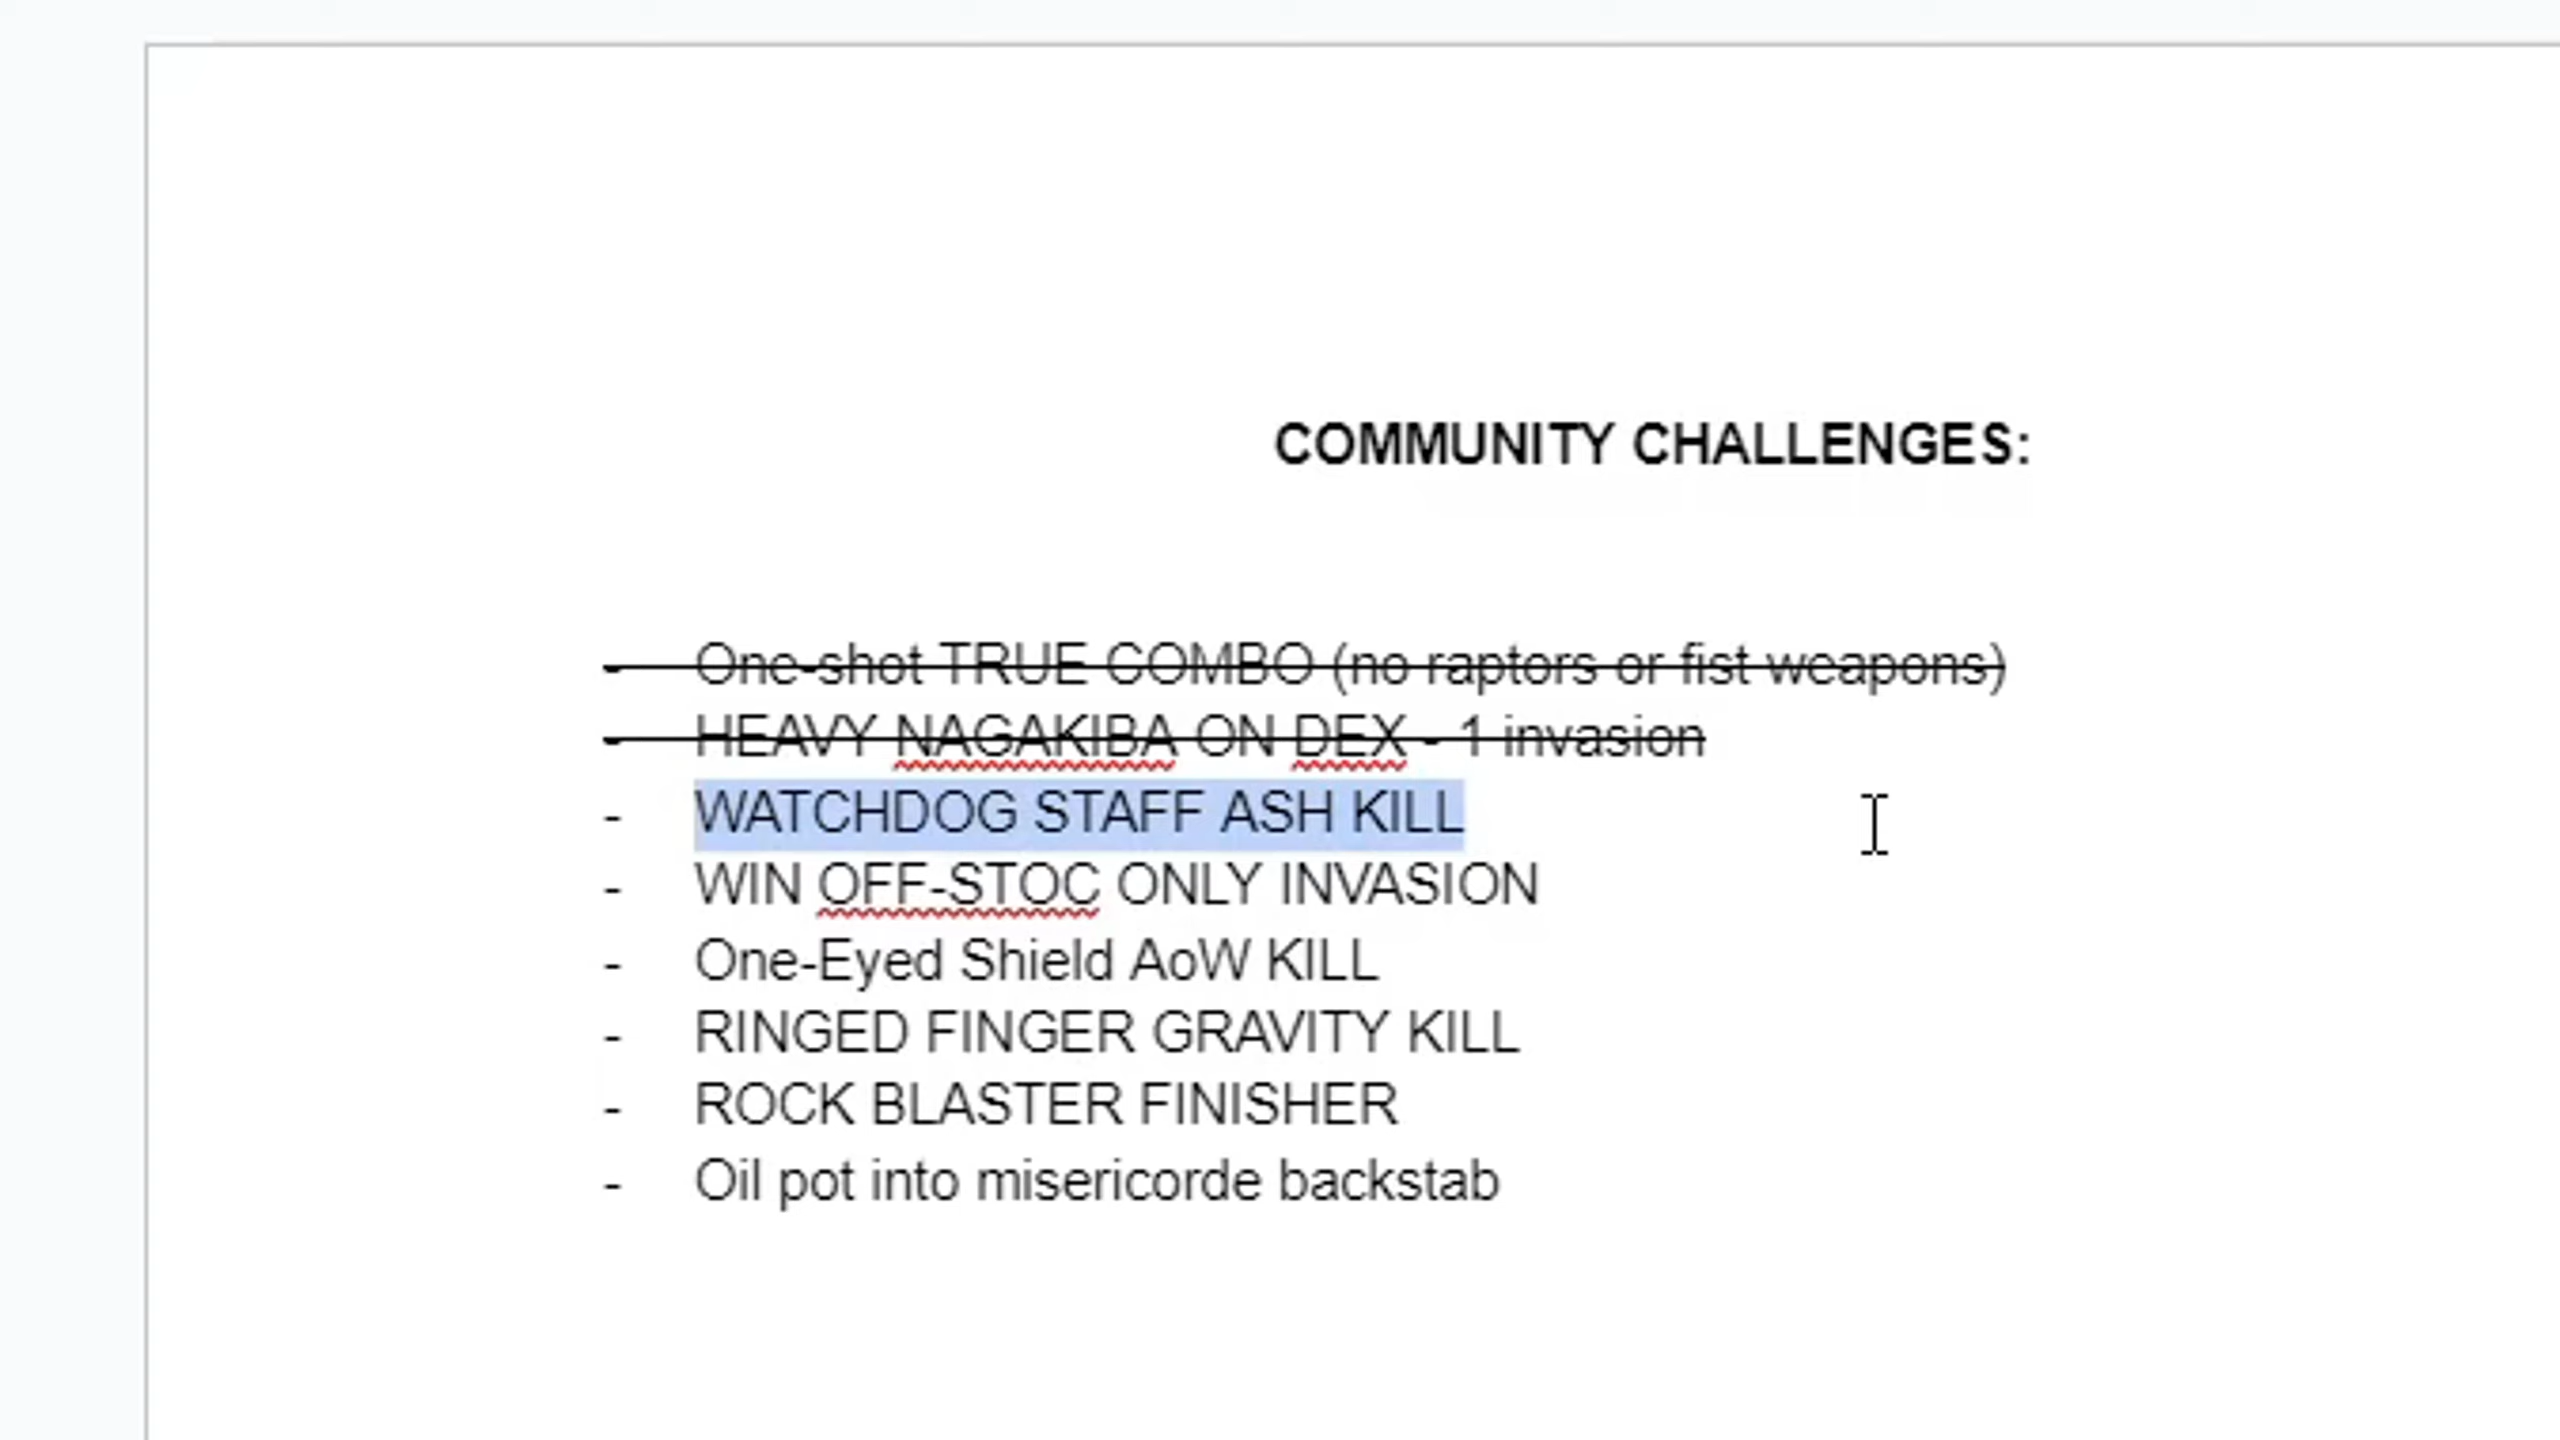 COMMUNITY CHALLENGES:
- One-shot TRUE COMBO (no raptors or fist weapons)
- HEAVY NAGAKIBA ON DEX - 1 invasion
- WATCHDOG STAFF ASH KILL
- WIN OFF-STOC ONLY INVASION
- One-Eyed Shield AoW KILL
- RINGED FINGER GRAVITY KILL
- ROCK BLASTER FINISHER
- Oil pot into misericorde backstab